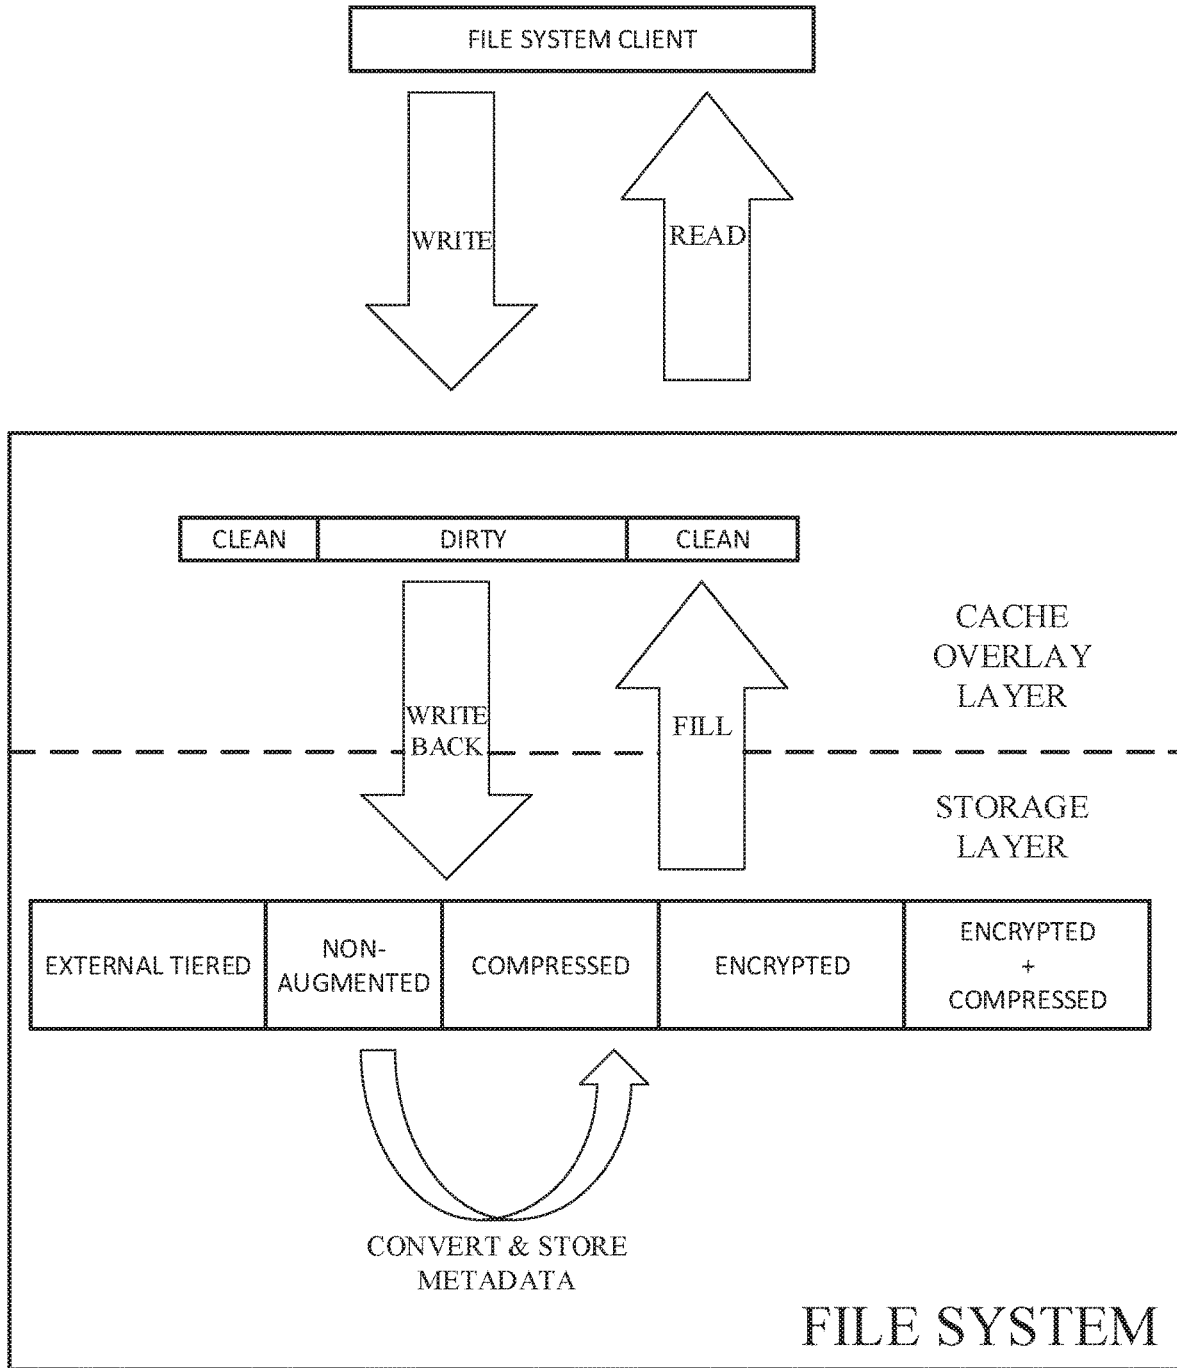 FILE SYSTEM CLIENT
WRITE
READ
CLEAN
DIRTY
CLEAN
CACHE
OVERLAY
LAYER
WRITE
BACK
FILL
STORAGE
LAYER
EXTERNAL TIERED
NON-
AUGMENTED
COMPRESSED
ENCRYPTED
ENCRYPTED
+
COMPRESSED
CONVERT & STORE
METADATA
FILE SYSTEM